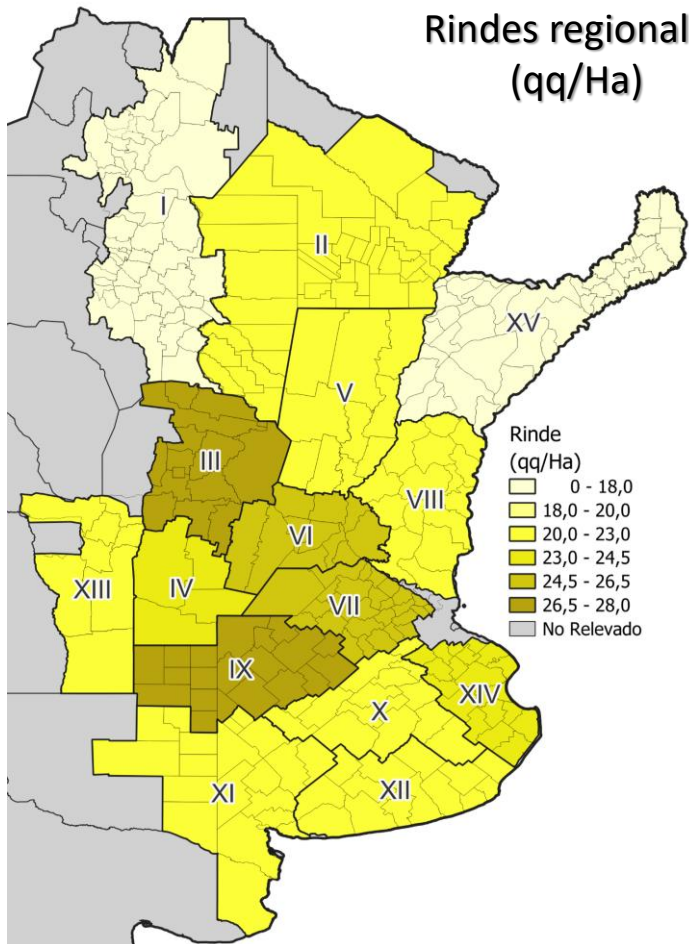 Rindes regional
(qq/Ha)
I
II
XV
V
III
VIII
VI
XIII
IV
VII
IX
XIV
X
XI
XII
Rinde
(qq/Ha)
0 - 18,0
18,0 - 20,0
20,0 - 23,0
23,0 - 24,5
24,5 - 26,5
26,5 - 28,0
No Relevado